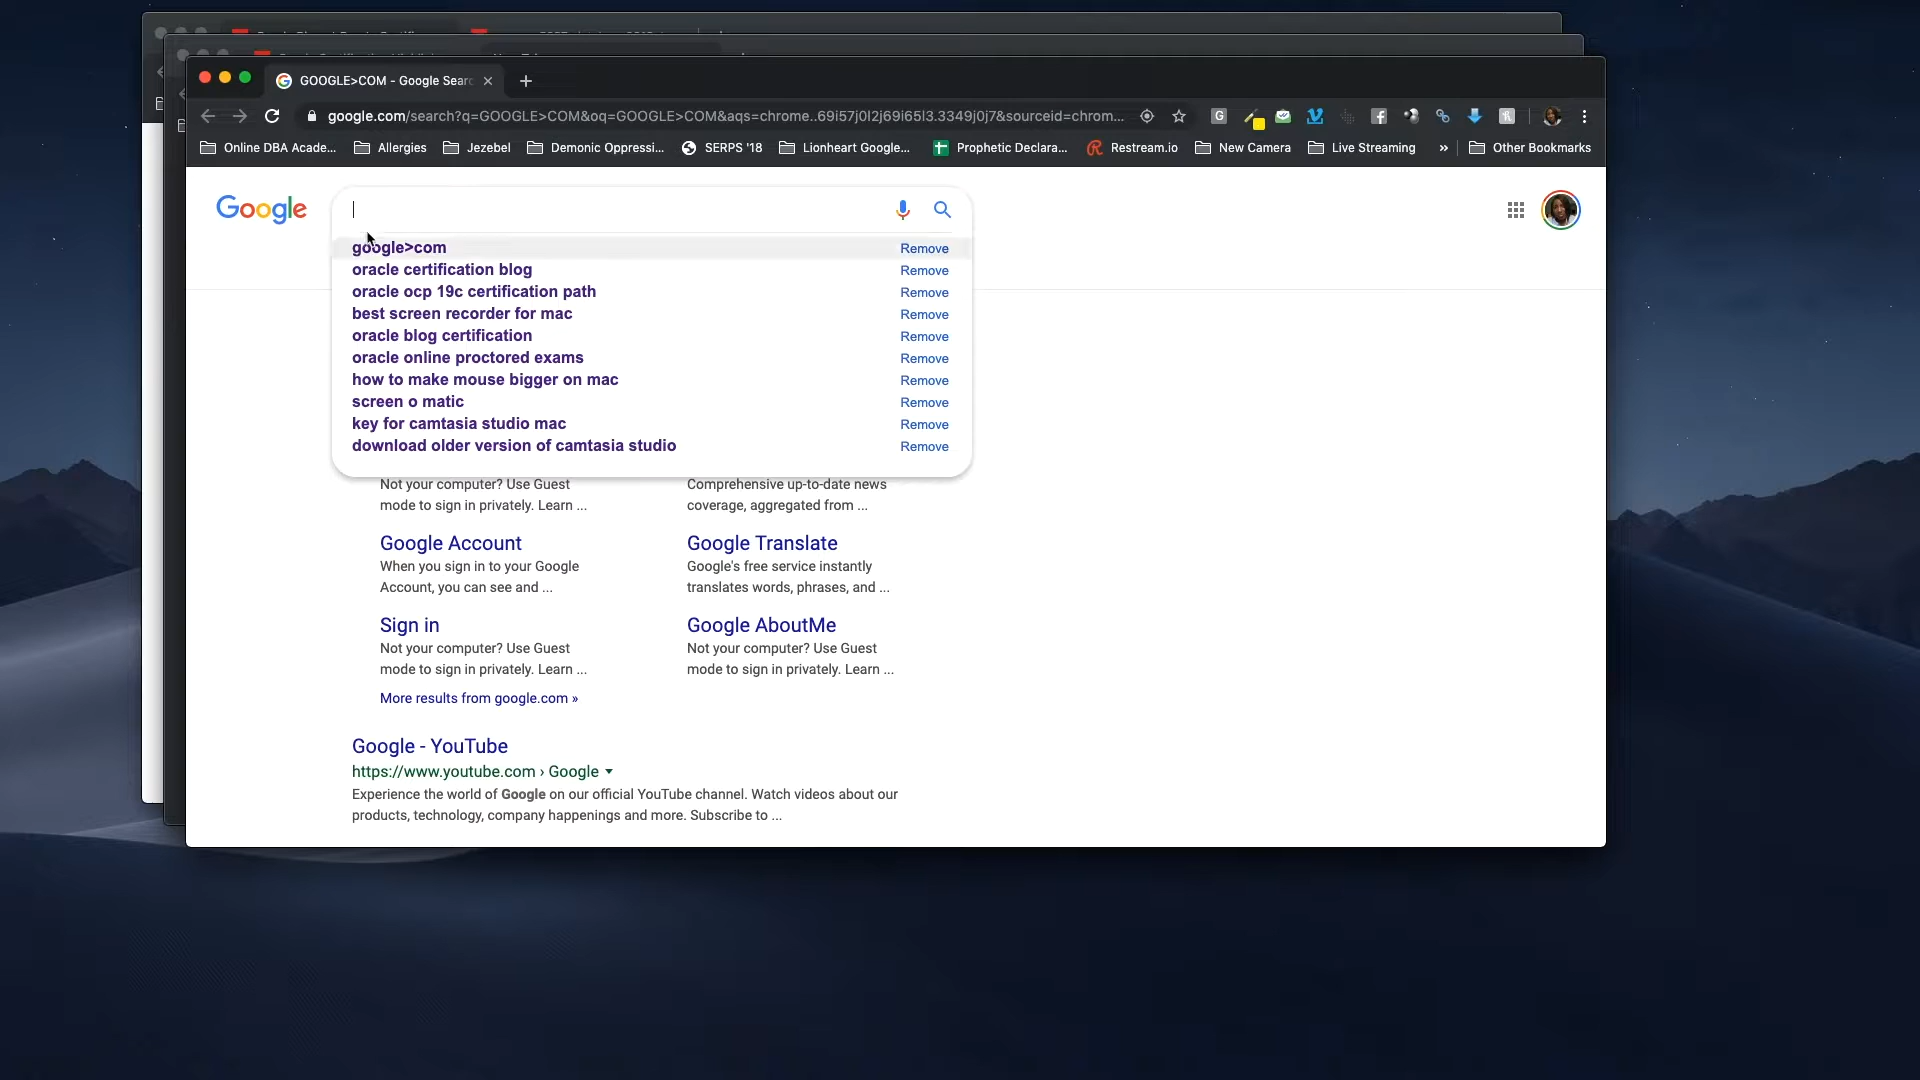 GOOGLE>COM - Google Searc
google.com/search?q=GOOGLE>COM&oq=GOOGLE>COM&aqs=chrome..69i57j0l2j69i65l3.3349j0j7&sourceid=chrom...
Online DBA Acade... Allergies Jezebel Demonic Oppressi... SERPS '18 Lionheart Google... Prophetic Declara... Restream.io New Camera Live Streaming » Other Bookmarks
Google
google>com Remove
oracle certification blog Remove
oracle ocp 19c certification path Remove
best screen recorder for mac Remove
oracle blog certification Remove
oracle online proctored exams Remove
how to make mouse bigger on mac Remove
screen o matic Remove
key for camtasia studio mac Remove
download older version of camtasia studio Remove
Not your computer? Use Guest
mode to sign in privately. Learn ...
Comprehensive up-to-date news
coverage, aggregated from ...
Google Account
When you sign in to your Google
Account, you can see and ...
Google Translate
Google's free service instantly
translates words, phrases, and ...
Sign in
Not your computer? Use Guest
mode to sign in privately. Learn ...
Google AboutMe
Not your computer? Use Guest
mode to sign in privately. Learn ...
More results from google.com »
Google - YouTube
https://www.youtube.com › Google
Experience the world of Google on our official YouTube channel. Watch videos about our
products, technology, company happenings and more. Subscribe to ...